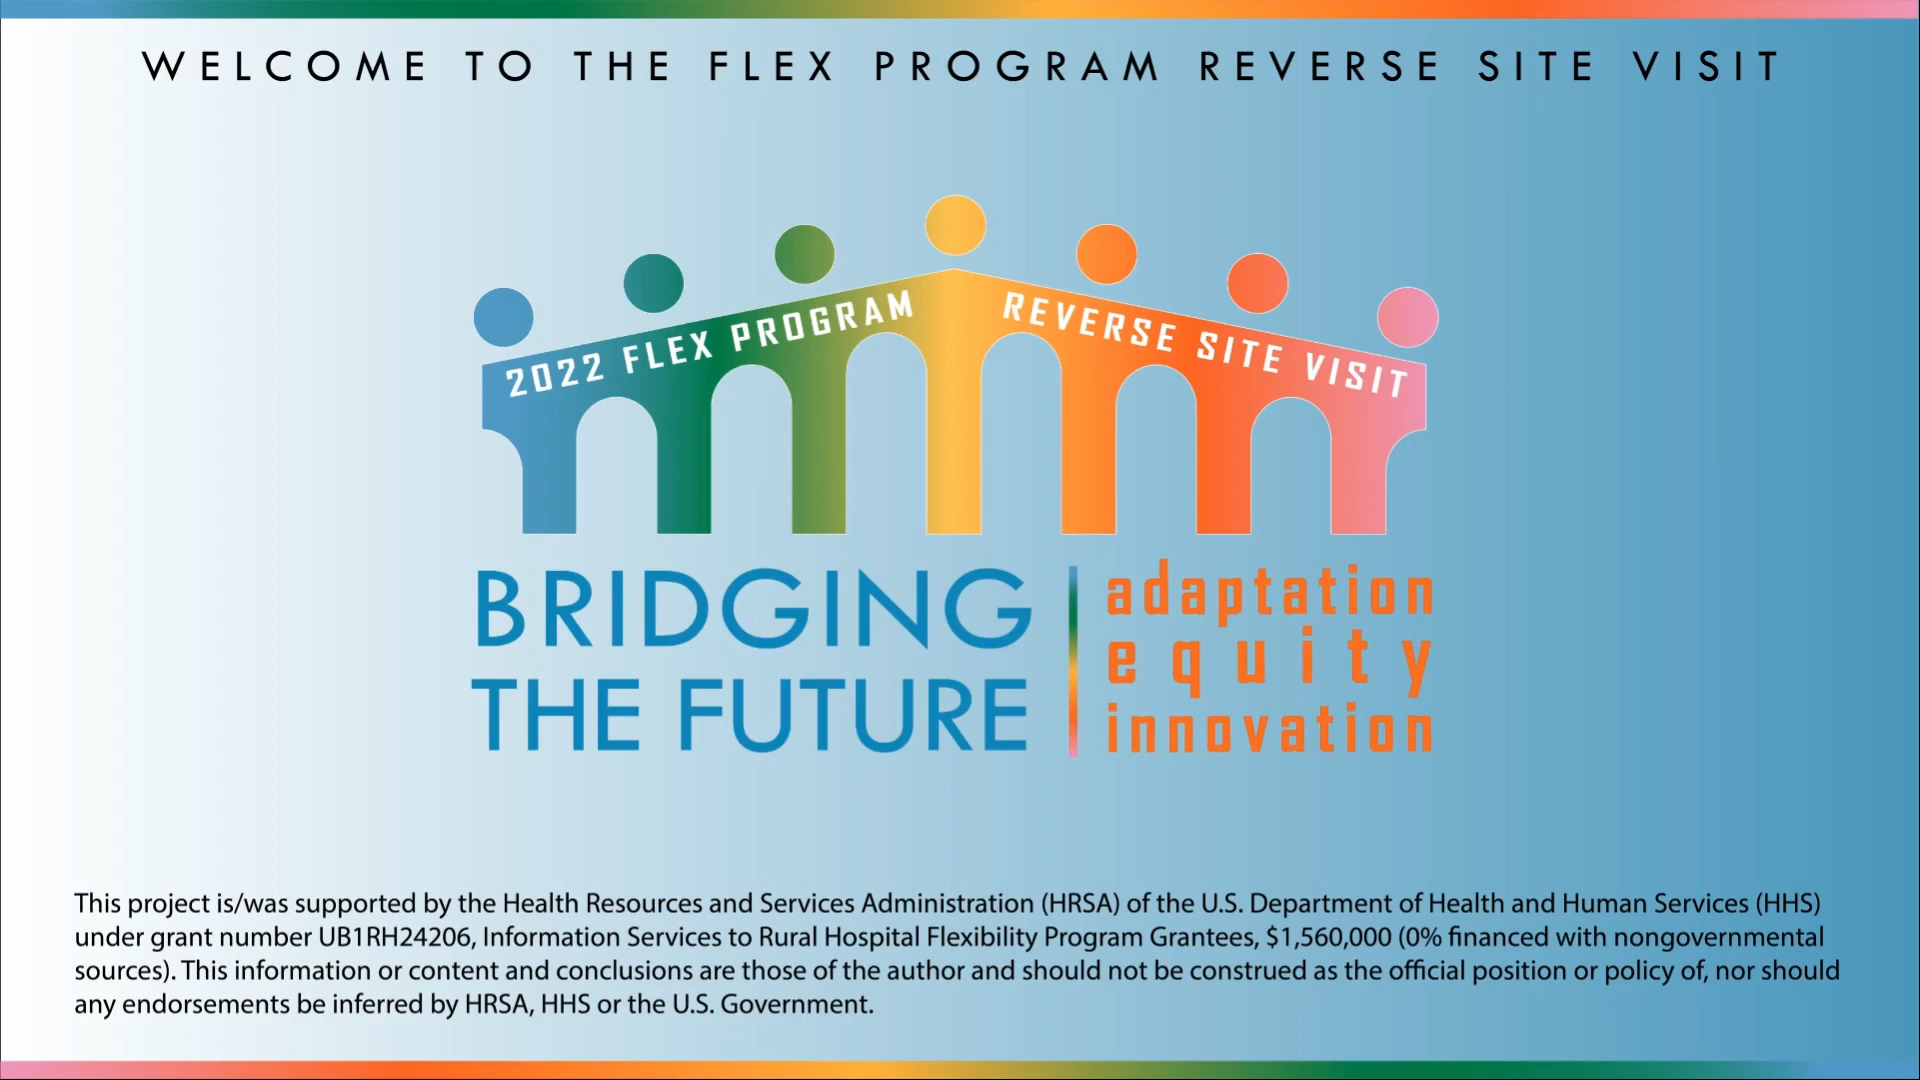 WELCOME TO THE FLEX PROGRAM REVERSE SITE VISIT
2022 FLEX PROGRAM REVERSE SITE VISIT
BRIDGING
THE FUTURE
adaptation
equity
innovation
This project is/was supported by the Health Resources and Services Administration (HRSA) of the U.S. Department of Health and Human Services (HHS)
under grant number UB1RH24206, Information Services to Rural Hospital Flexibility Program Grantees, $1,560,000 (0% financed with nongovernmental
sources). This information or content and conclusions are those of the author and should not be construed as the official position or policy of, nor should
any endorsements be inferred by HRSA, HHS or the U.S. Government.